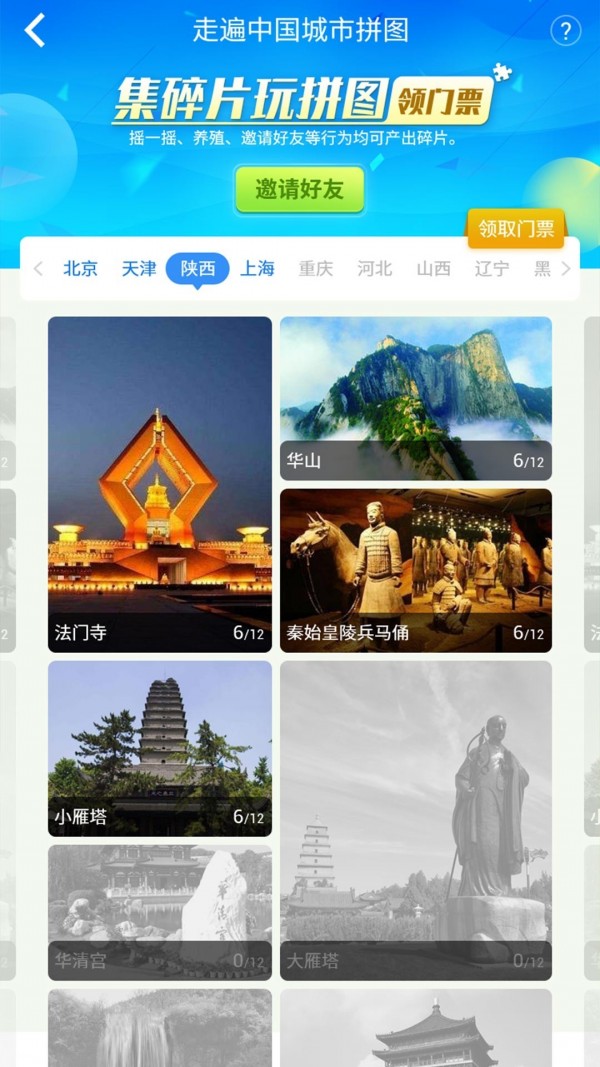 走遍中国城市拼图
?
集碎片玩拼图 领门票
摇一摇、养殖、邀请好友等行为均可产出碎片。
邀请好友
领取门票
北京 天津 陕西 上海 重庆 河北 山西 辽宁 黑
华山 6/12
法门寺 6/12
秦始皇陵兵马俑 6/12
小雁塔 6/12
华清宫 0/12
大雁塔 0/12